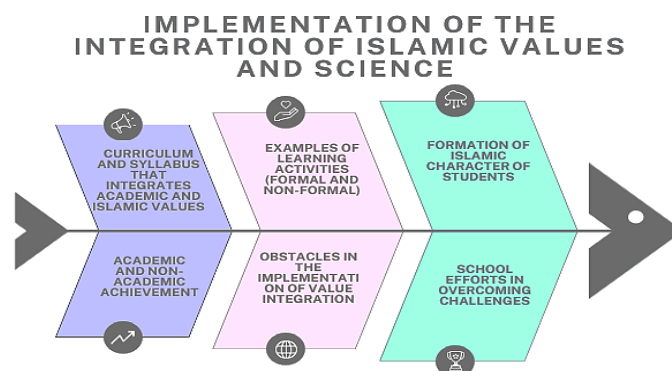 IMPLEMENTATION OF THE
INTEGRATION OF ISLAMIC VALUES
AND SCIENCE
CURRICULUM
AND SYLLABUS
THAT
INTEGRATES
ACADEMIC AND
ISLAMIC VALUES
EXAMPLES OF
LEARNING
ACTIVITIES
(FORMAL AND
NON-FORMAL)
FORMATION OF
ISLAMIC
CHARACTER OF
STUDENTS
ACADEMIC
AND NON-
ACADEMIC
ACHIEVEMENT
OBSTACLES IN
THE
IMPLEMENTATI
ON OF VALUE
INTEGRATION
SCHOOL
EFFORTS IN
OVERCOMING
CHALLENGES